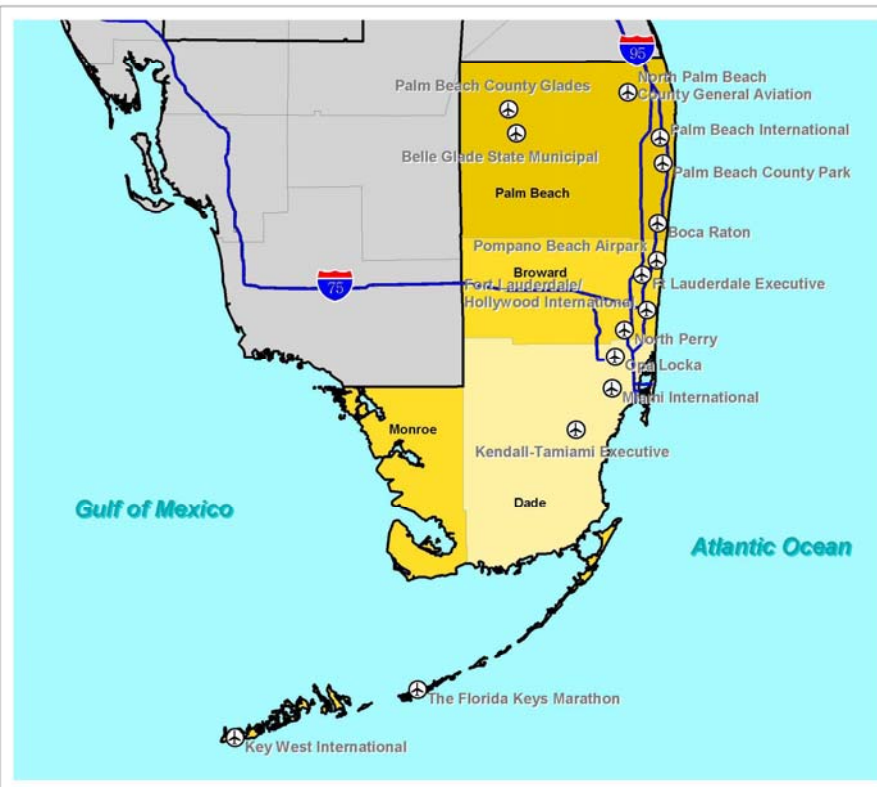 95
Palm Beach County Glades
North Palm Beach
County General Aviation
Palm Beach International
Belle Glade State Municipal
Palm Beach County Park
Palm Beach
Boca Raton
Pompano Beach Airpark
Broward
Ft Lauderdale Executive
Fort Lauderdale/
Hollywood International
75
North Perry
Opa Locka
Miami International
Monroe
Kendall-Tamiami Executive
Dade
Gulf of Mexico
Atlantic Ocean
The Florida Keys Marathon
Key West International